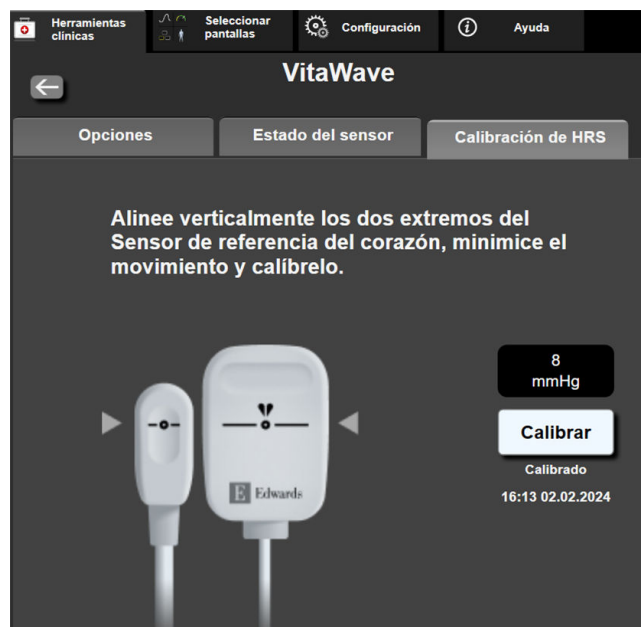 Herramientas
clínicas
Seleccionar
pantallas
Configuración
Ayuda
VitaWave
Opciones
Estado del sensor
Calibración de HRS
Alinee verticalmente los dos extremos del
Sensor de referencia del corazón, minimice el
movimiento y calíbrelo.
8
mmHg
Calibrar
Calibrado
16:13 02.02.2024
E Edwards